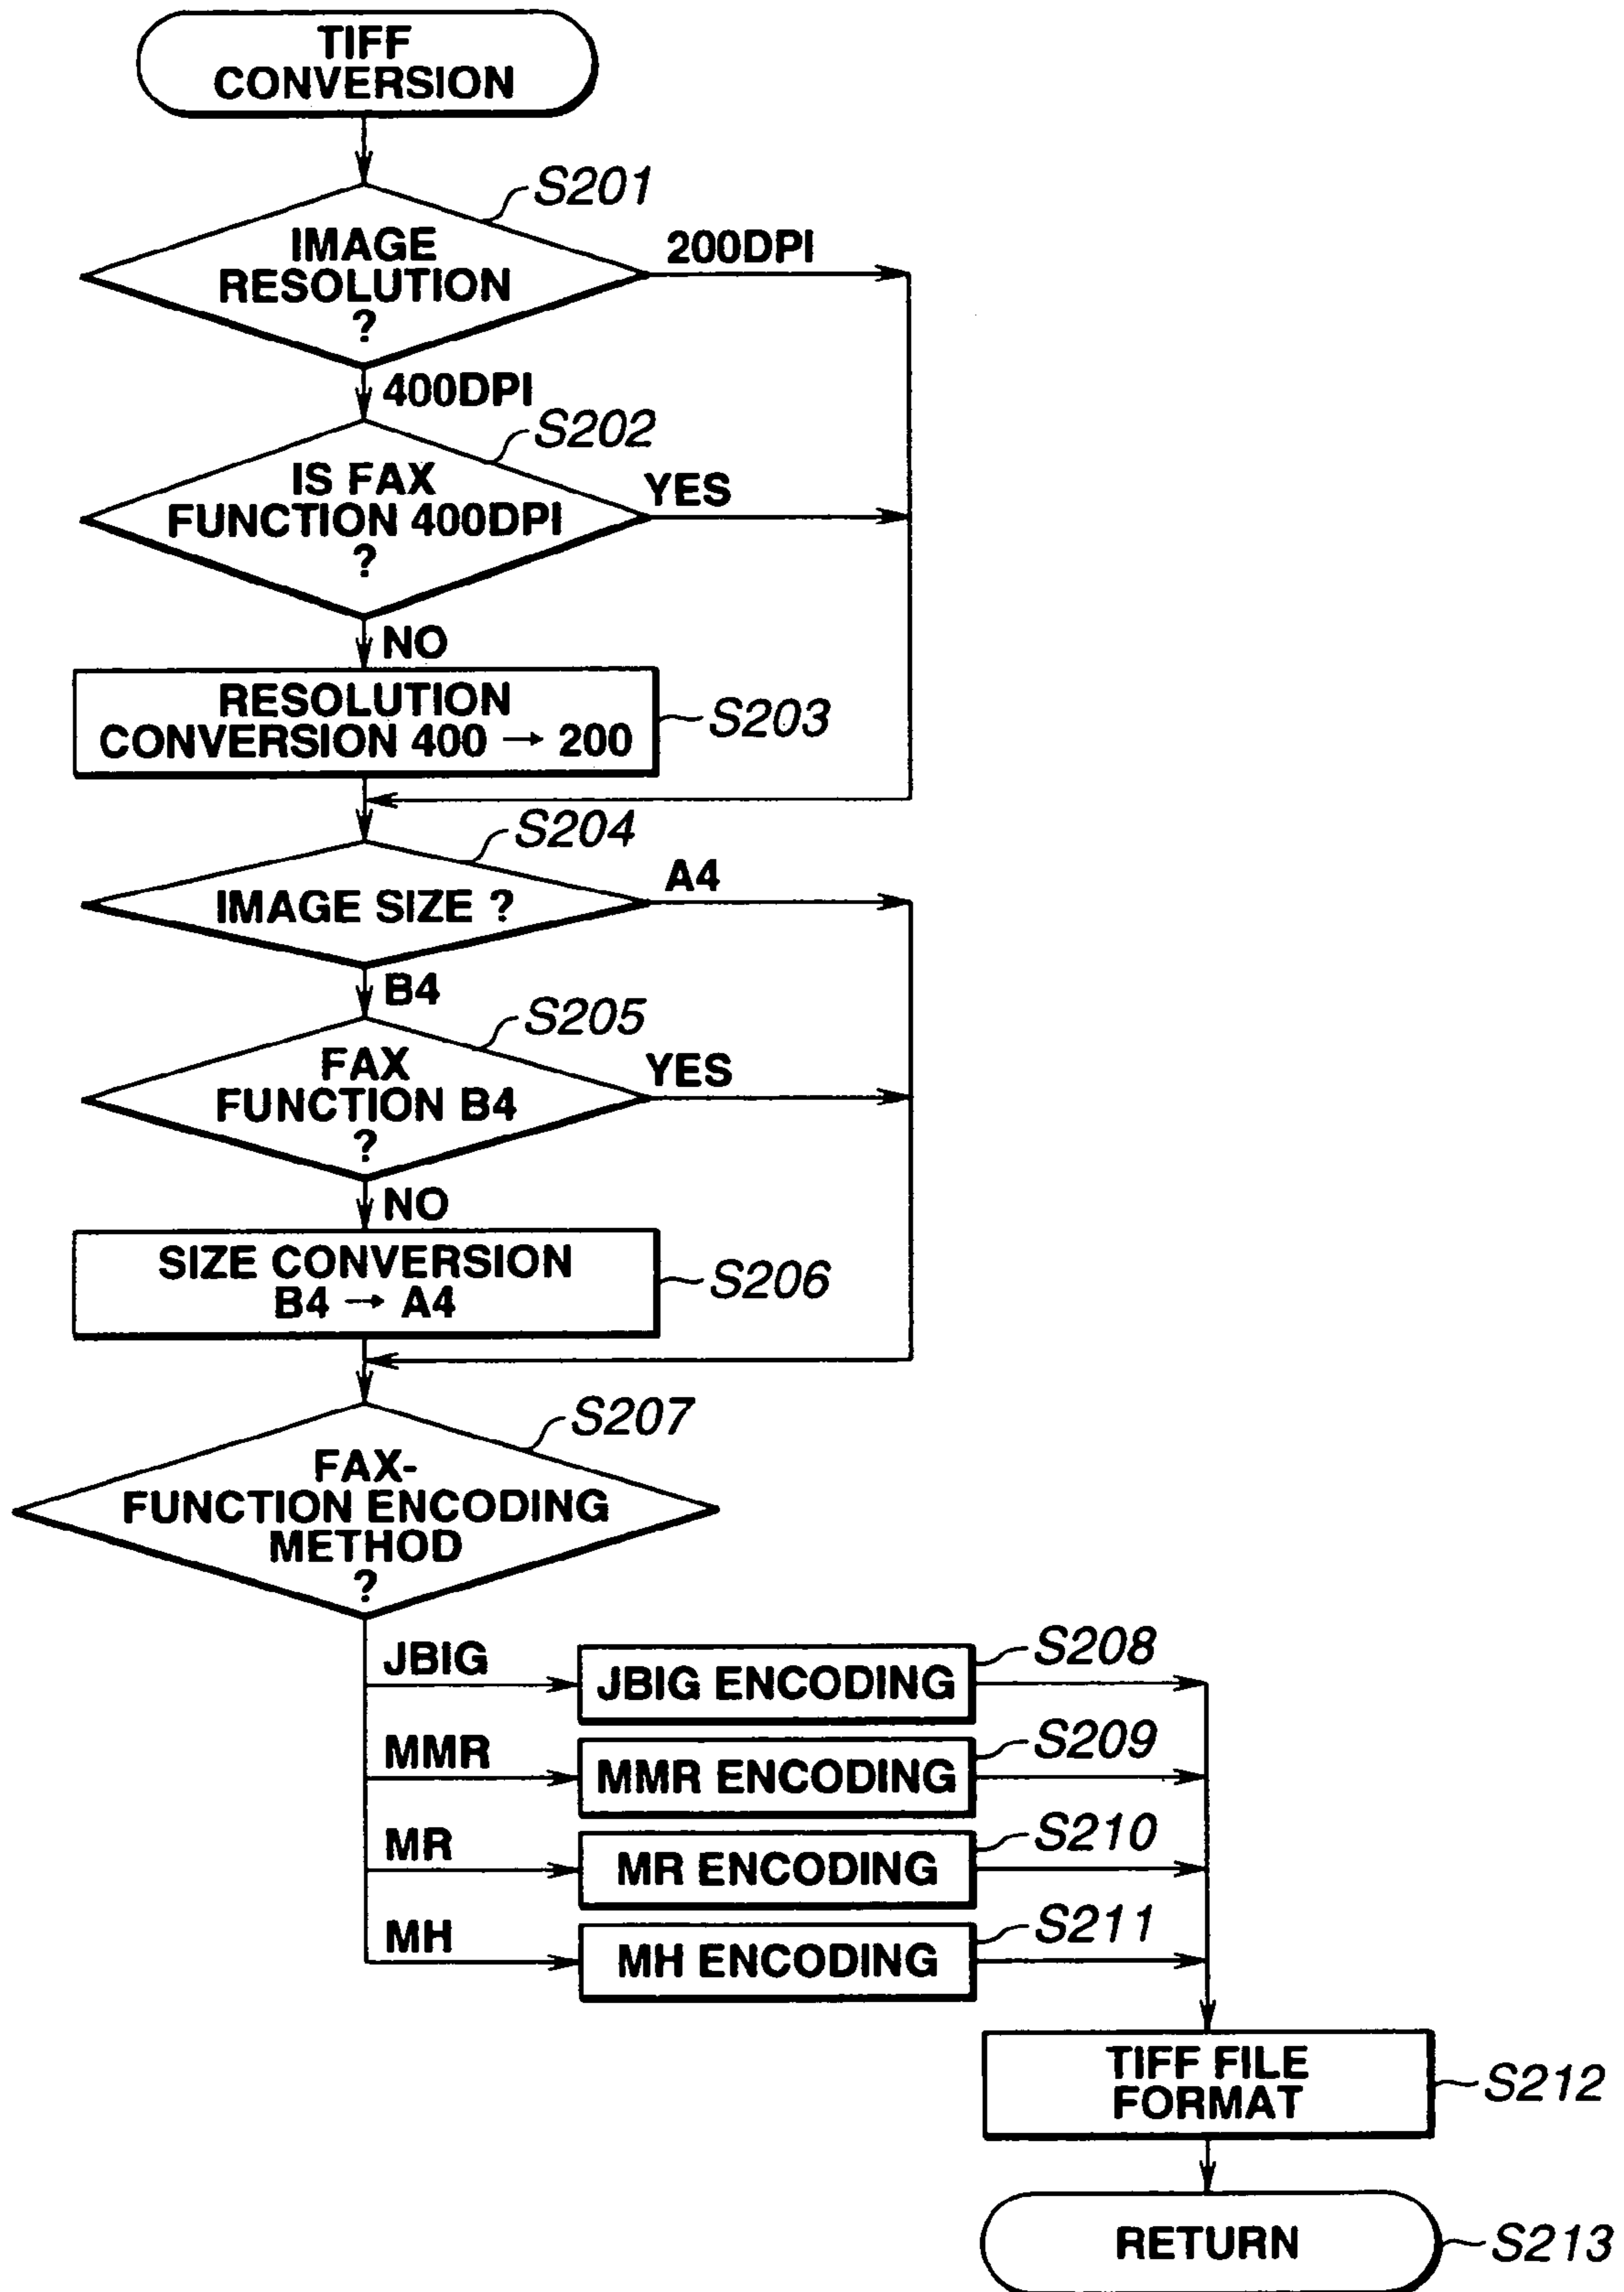 TIFF
CONVERSION
S201
IMAGE
RESOLUTION
?
200DPI
400DPI
S202
IS FAX
FUNCTION 400DPI
?
YES
NO
RESOLUTION
CONVERSION 400 → 200
S203
S204
IMAGE SIZE ?
A4
B4
S205
FAX
FUNCTION B4
?
YES
NO
SIZE CONVERSION
B4 → A4
S206
S207
FAX-
FUNCTION ENCODING
METHOD
?
JBIG
JBIG ENCODING
S208
MMR
MMR ENCODING
S209
MR
MR ENCODING
S210
MH
MH ENCODING
S211
TIFF FILE
FORMAT
S212
RETURN
S213